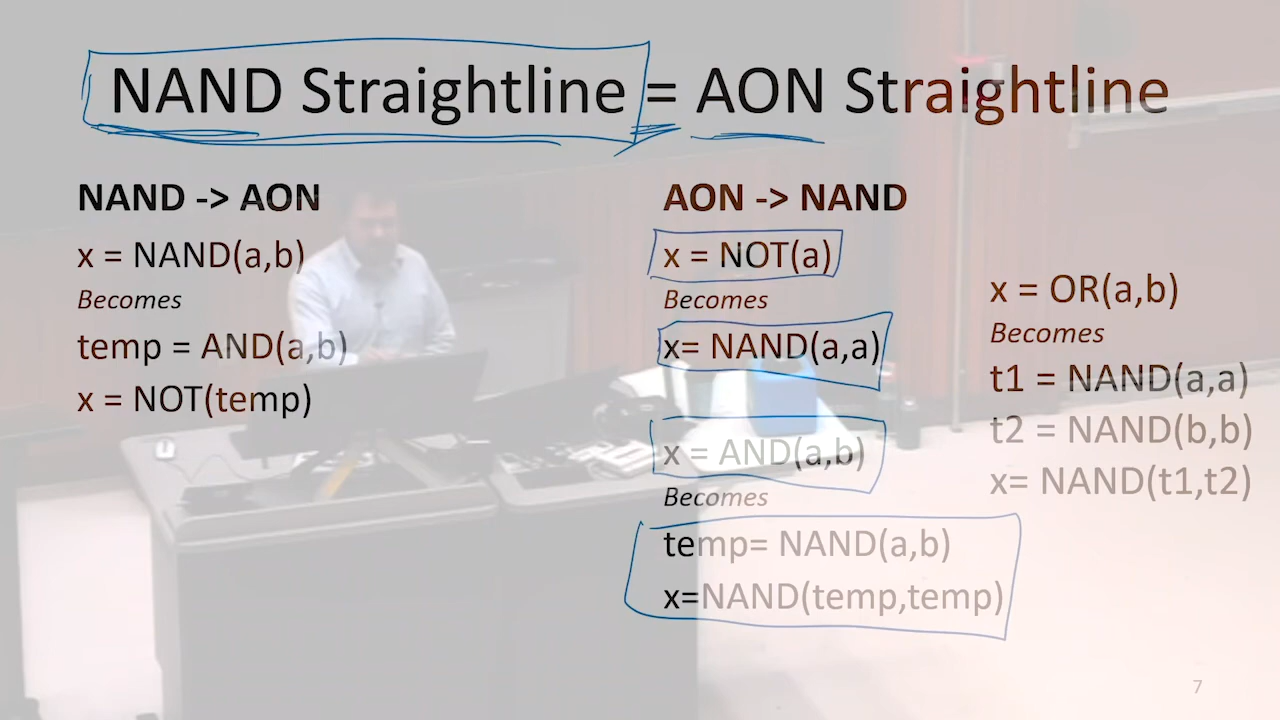 NAND Straightline = AON Straightline
NAND -> AON
x = NAND(a,b)
Becomes
temp = AND(a,b)
x = NOT(temp)
AON -> NAND
x = NOT(a)
Becomes
x= NAND(a,a)
x = AND(a,b)
Becomes
temp= NAND(a,b)
x=NAND(temp,temp)
x = OR(a,b)
Becomes
t1 = NAND(a,a)
t2 = NAND(b,b)
x= NAND(t1,t2)
7